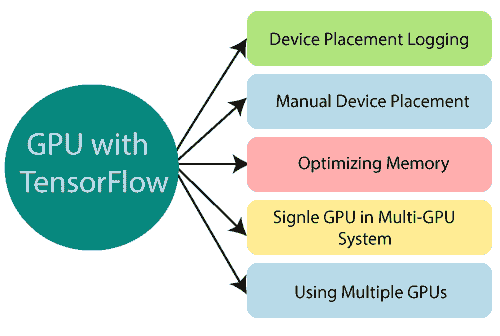 GPU with
TensorFlow
Device Placement Logging
Manual Device Placement
Optimizing Memory
Signle GPU in Multi-GPU
System
Using Multiple GPUs